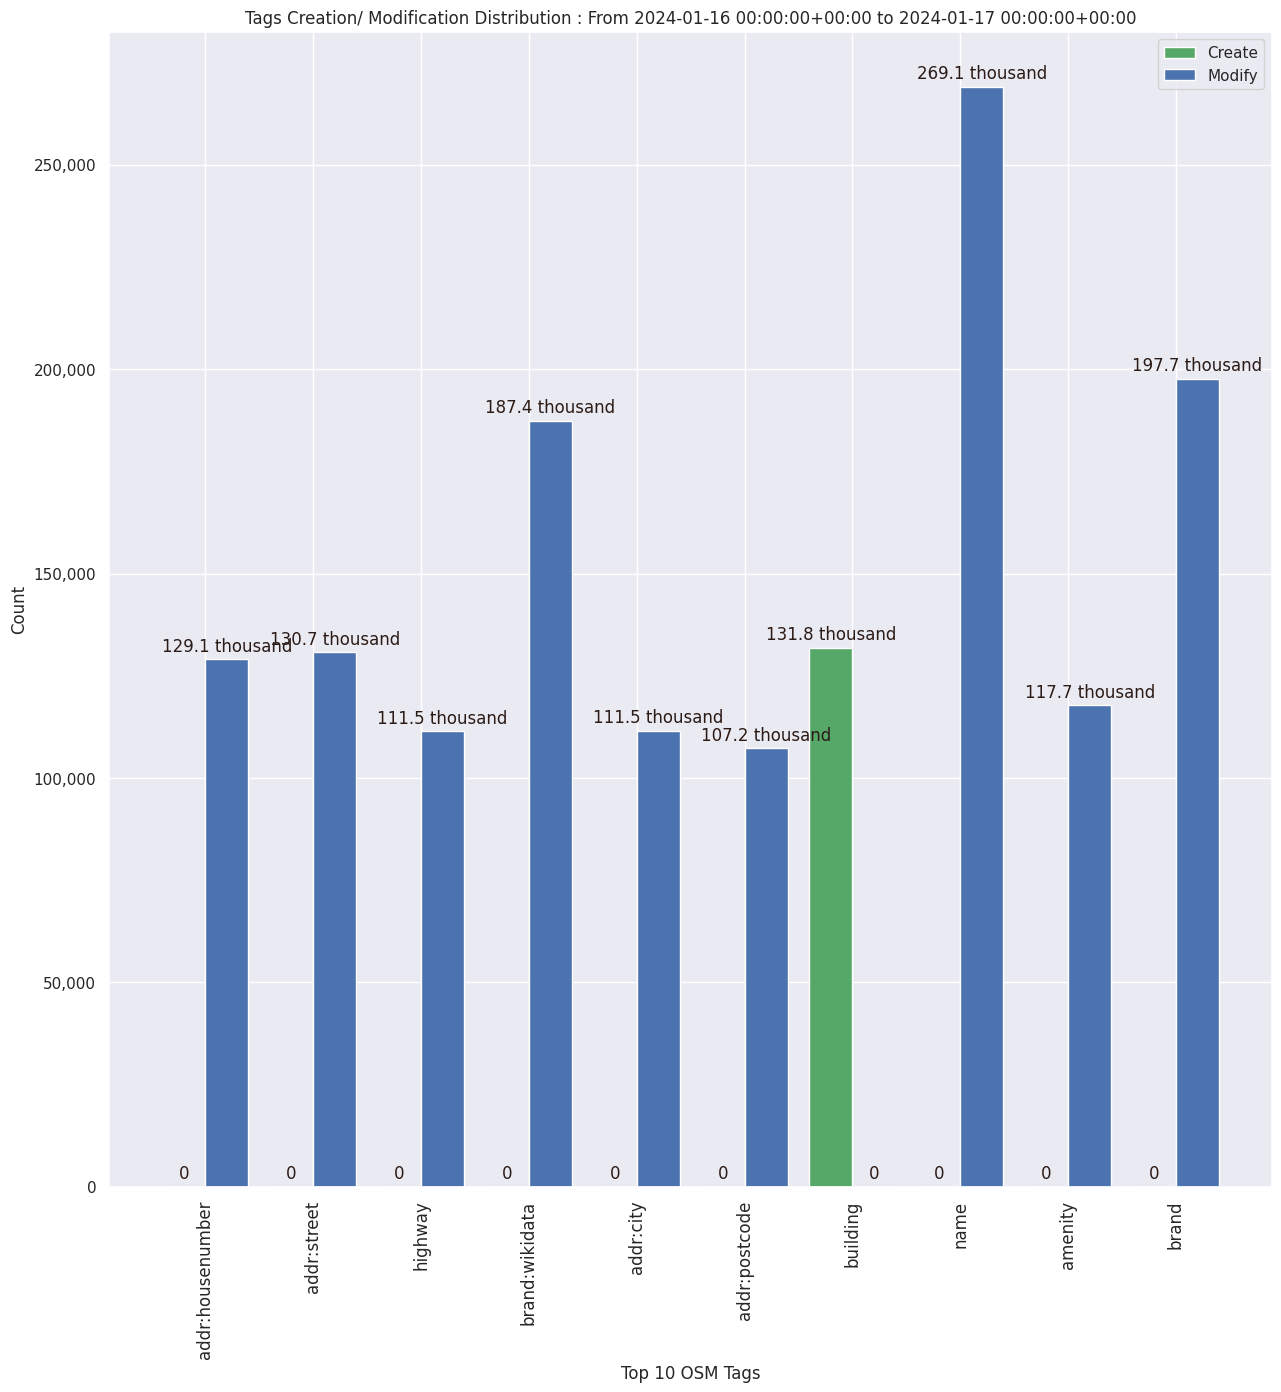 Tags Creation/ Modification Distribution : From 2024-01-16 00:00:00+00:00 to 2024-01-17 00:00:00+00:00
Create
Modify
269.1 thousand
250,000
200,000
197.7 thousand
187.4 thousand
150,000
Count
129.1 thousand
130.7 thousand
131.8 thousand
111.5 thousand
111.5 thousand
107.2 thousand
117.7 thousand
100,000
50,000
0
0
0
0
0
0
0
0
0
0
0
addr:housenumber
addr:street
highway
brand:wikidata
addr:city
addr:postcode
building
name
amenity
brand
Top 10 OSM Tags